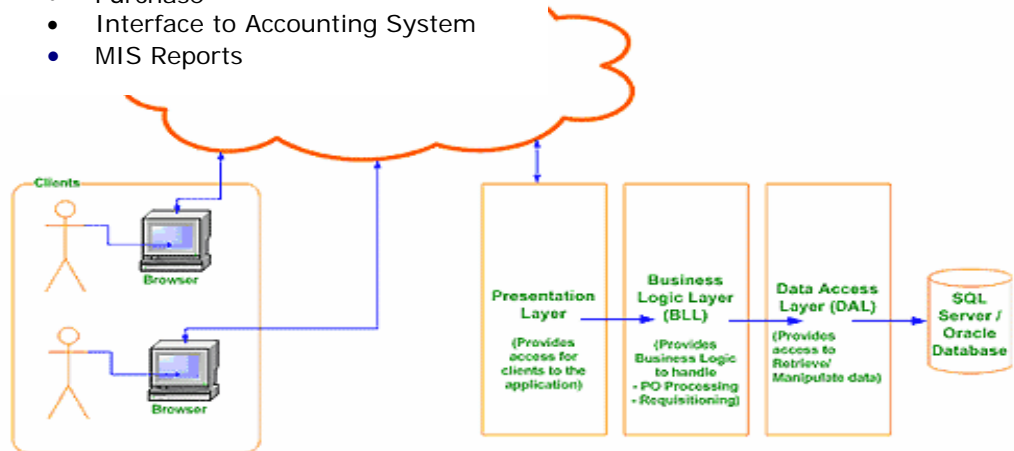 • Interface to Accounting System
• MIS Reports
Clients
Browser
Browser
Presentation
Layer
(Provides
access for
clients to the
application)
Business
Logic Layer
(BLL)
(Provides
Business Logic
to handle
- PO Processing
- Requisitioning)
Data Access
Layer (DAL)
(Provides
access to
Retrieve/
Manipulate data)
SQL
Server /
Oracle
Database